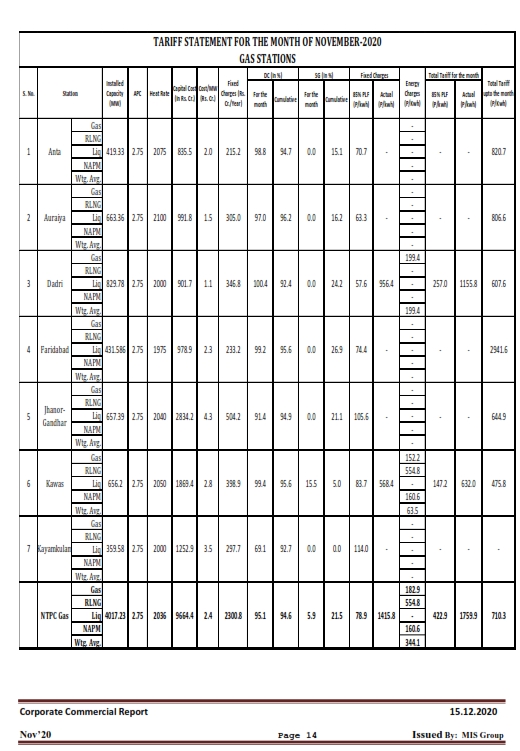 TARIFF STATEMENT FOR THE MONTH OF NOVEMBER-2020
GAS STATIONS
S. No. Station Installed Capacity (MW) APC Heat Rate Capital Cost (in Rs. Cr.) Cost/MW (Rs. Cr.) Fixed Charges (Rs. Cr./Year) DC (in %) For the month Cumulative SG (in %) For the month Cumulative Fixed Charges 85% PLF (P/kwh) Actual (P/kwh) Energy Charges (P/Kwh) Total Tariff for the month 85% PLF (P/kwh) Actual (P/kwh) Total Tariff upto the month (P/kwh)
Gas -
RLNG -
1 Anta Liq 419.33 2.75 2075 835.5 2.0 215.2 98.8 94.7 0.0 15.1 70.7 - - - - 820.7
NAPM -
Wtg. Avg. -
Gas -
RLNG -
2 Auraiya Liq 663.36 2.75 2100 991.8 1.5 305.0 97.0 96.2 0.0 16.2 63.3 - - - - 806.6
NAPM -
Wtg. Avg. -
Gas 199.4
RLNG -
3 Dadri Liq 829.78 2.75 2000 901.7 1.1 346.8 100.4 92.4 0.0 24.2 57.6 956.4 - 257.0 1155.8 607.6
NAPM -
Wtg. Avg. 199.4
Gas -
RLNG -
4 Faridabad Liq 431.586 2.75 1975 978.9 2.3 233.2 99.2 95.6 0.0 26.9 74.4 - - - - 2941.6
NAPM -
Wtg. Avg. -
Gas -
RLNG -
5 Jhanor-Gandhar Liq 657.39 2.75 2040 2834.2 4.3 504.2 91.4 94.9 0.0 21.1 105.6 - - - - 644.9
NAPM -
Wtg. Avg. -
Gas 152.2
RLNG 554.8
6 Kawas Liq 656.2 2.75 2050 1869.4 2.8 398.9 99.4 95.6 15.5 5.0 83.7 568.4 - 147.2 632.0 475.8
NAPM 160.6
Wtg. Avg. 63.5
Gas -
RLNG -
7 Kayamkulan Liq 359.58 2.75 2000 1252.9 3.5 297.7 69.1 92.7 0.0 0.0 114.0 - - - - -
NAPM -
Wtg. Avg. -
Gas 182.9
RLNG 554.8
NTPC Gas Liq 4017.23 2.75 2036 9664.4 2.4 2300.8 95.1 94.6 5.9 21.5 78.9 1415.8 - 422.9 1759.9 710.3
NAPM 160.6
Wtg. Avg. 344.1
Corporate Commercial Report 15.12.2020
Nov'20 Page 14 Issued By: MIS Group